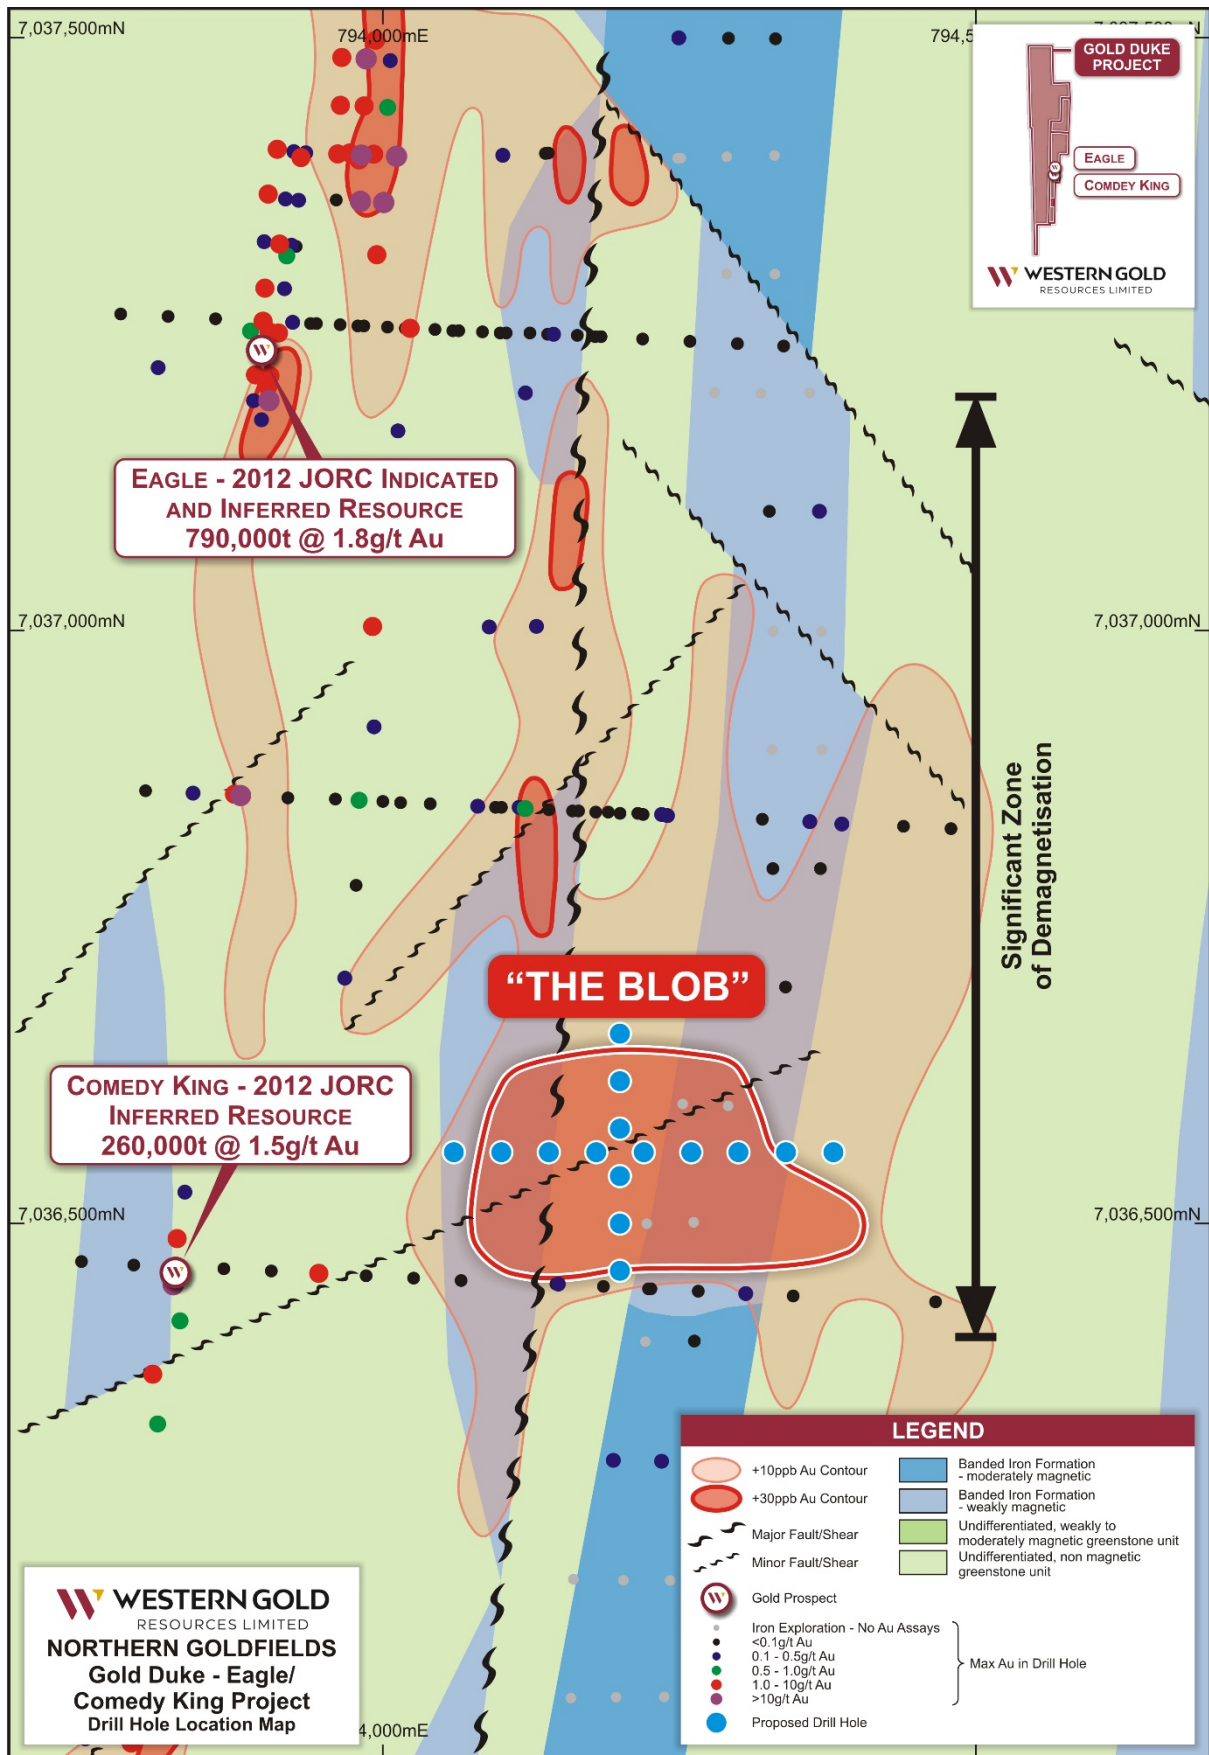 7,037,500mN
794,000mE
794,5
GOLD DUKE
PROJECT
EAGLE
COMDEY KING
W WESTERN GOLD
RESOURCES LIMITED
W
EAGLE - 2012 JORC INDICATED
AND INFERRED RESOURCE
790,000t @ 1.8g/t Au
7,037,000mN
7,037,000mN
Significant Zone
of Demagnetisation
“THE BLOB”
COMEDY KING - 2012 JORC
INFERRED RESOURCE
260,000t @ 1.5g/t Au
7,036,500mN
7,036,500mN
W
LEGEND
+10ppb Au Contour
+30ppb Au Contour
Major Fault/Shear
Minor Fault/Shear
W Gold Prospect
Iron Exploration - No Au Assays
<0.1g/t Au
0.1 - 0.5g/t Au
0.5 - 1.0g/t Au
1.0 - 10g/t Au
>10g/t Au
Max Au in Drill Hole
Proposed Drill Hole
Banded Iron Formation
- moderately magnetic
Banded Iron Formation
- weakly magnetic
Undifferentiated, weakly to
moderately magnetic greenstone unit
Undifferentiated, non magnetic
greenstone unit
W WESTERN GOLD
RESOURCES LIMITED
NORTHERN GOLDFIELDS
Gold Duke - Eagle/
Comedy King Project
Drill Hole Location Map
4,000mE